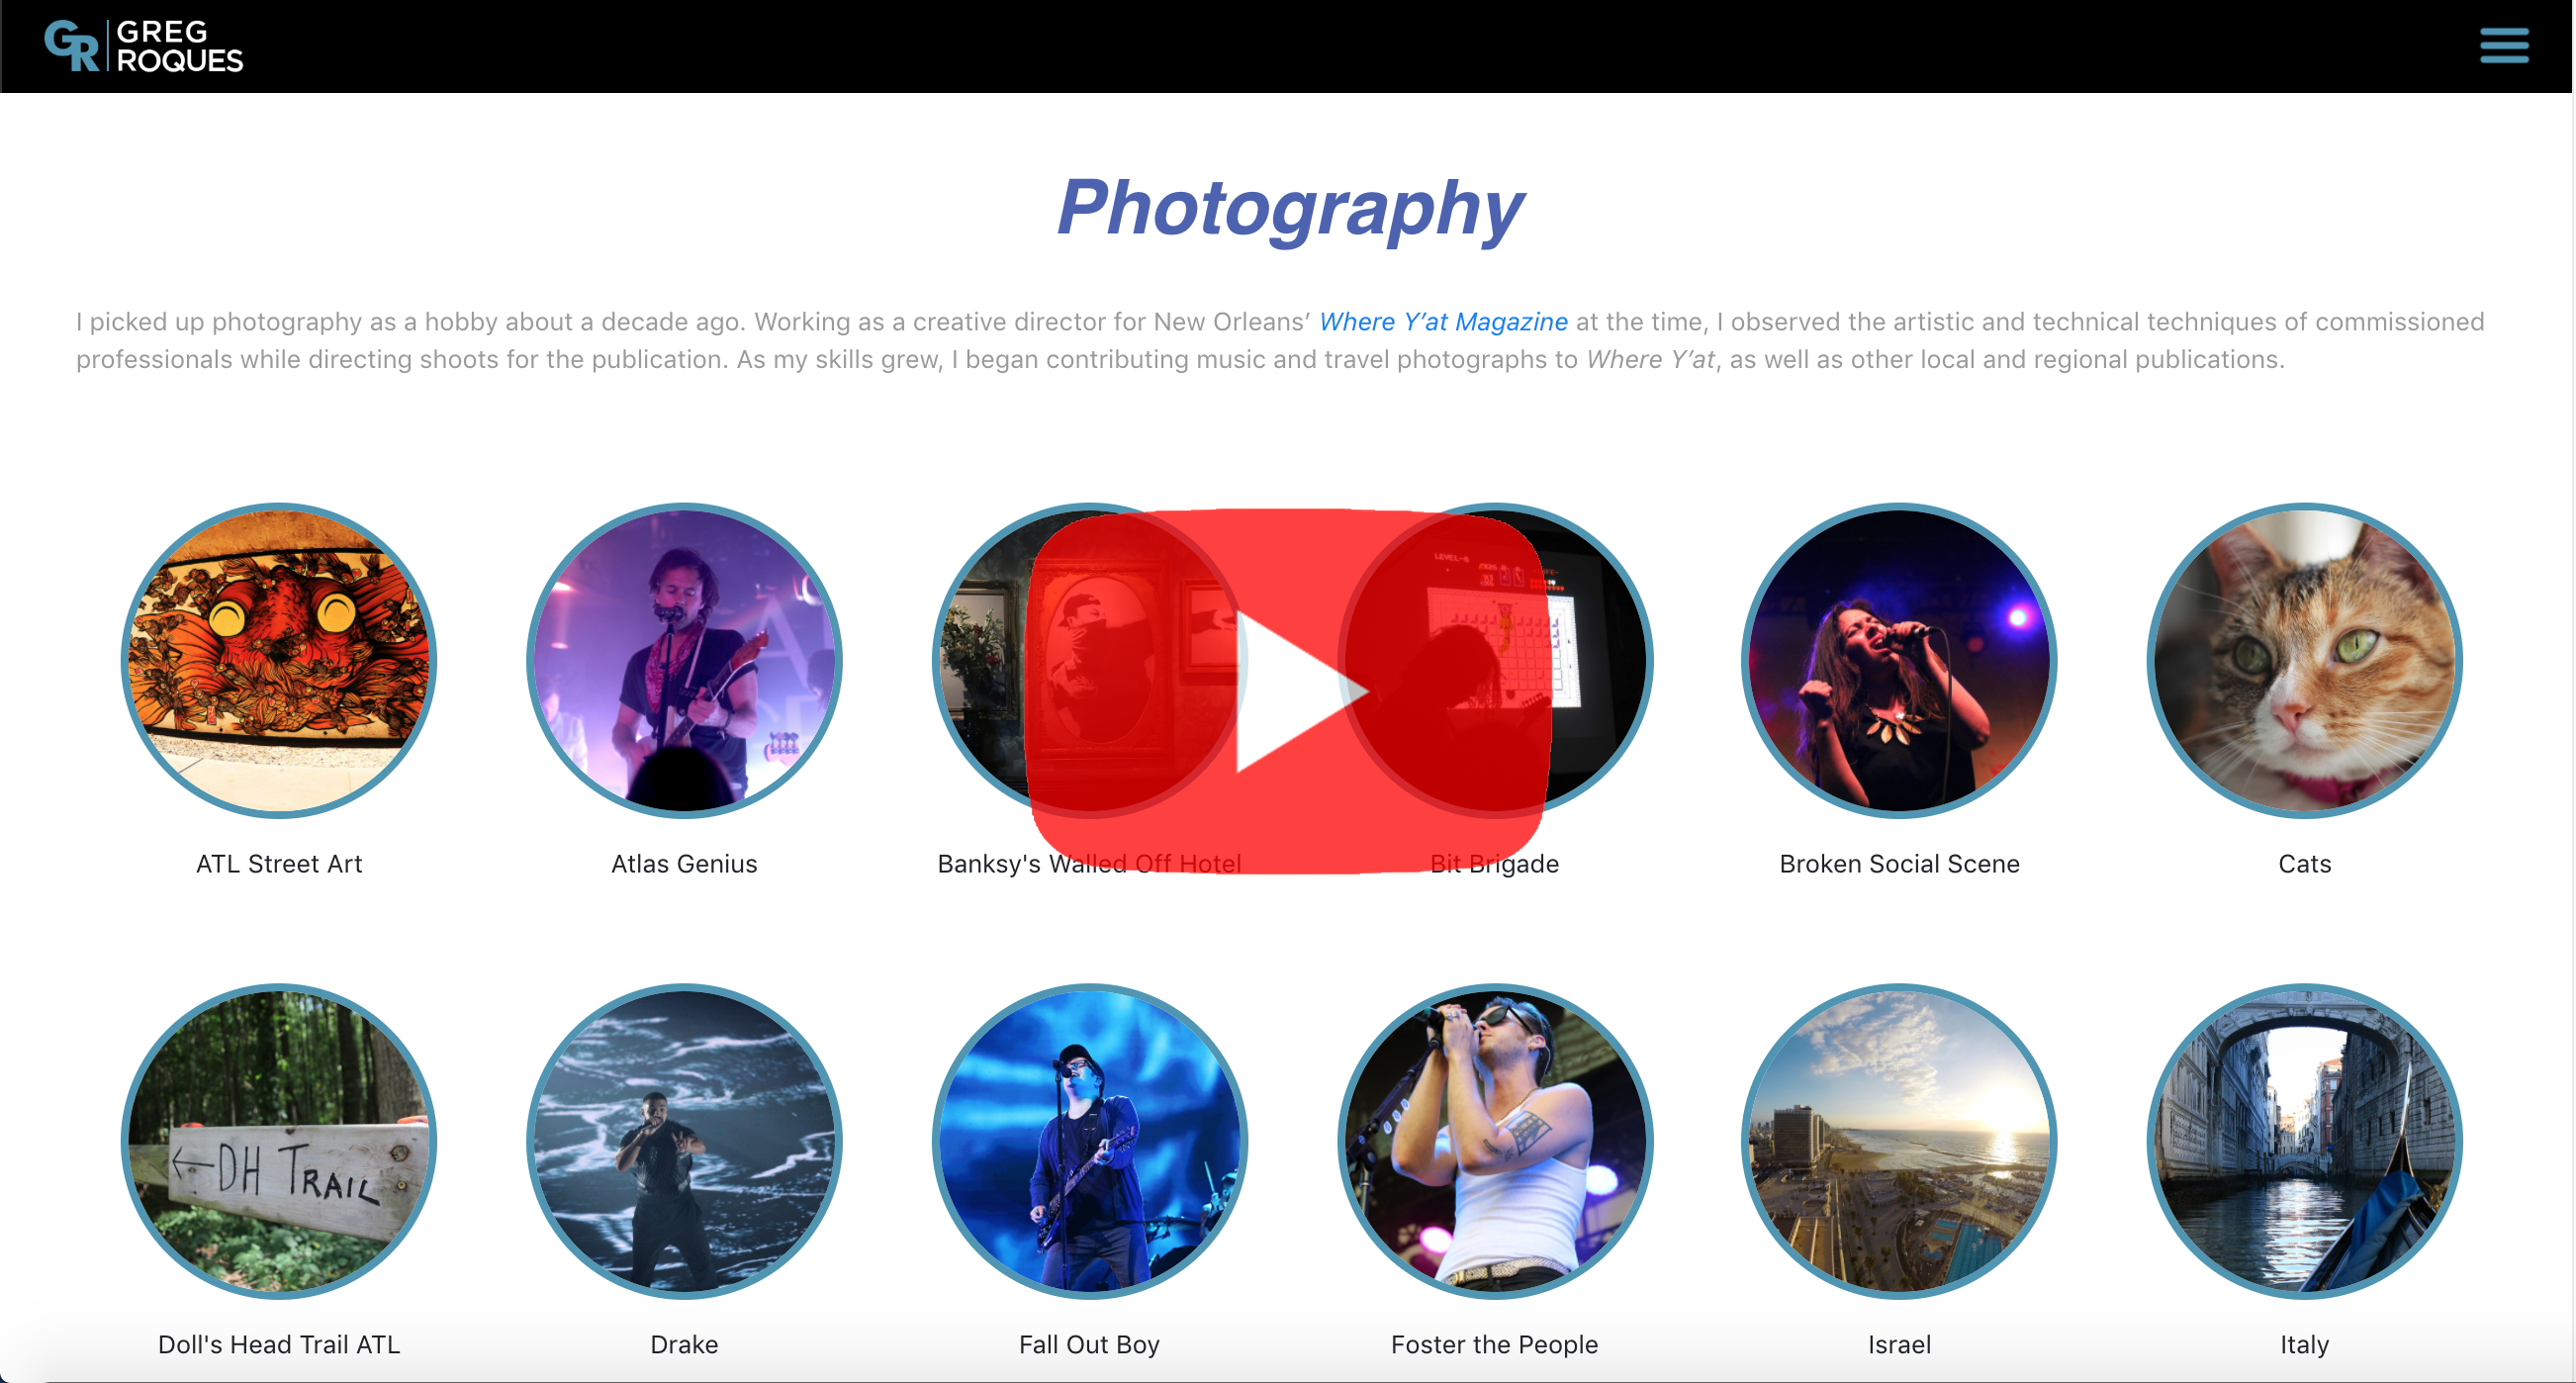 GR GREG
ROQUES
Photography
I picked up photography as a hobby about a decade ago. Working as a creative director for New Orleans’ Where Y’at Magazine at the time, I observed the artistic and technical techniques of commissioned
professionals while directing shoots for the publication. As my skills grew, I began contributing music and travel photographs to Where Y’at, as well as other local and regional publications.
LEVEL-8
-LIFE-
ATL Street Art
Atlas Genius
Banksy's Walled Off Hotel
Bit Brigade
Broken Social Scene
Cats
←DH TRAIL
Doll's Head Trail ATL
Drake
Fall Out Boy
Foster the People
Israel
Italy